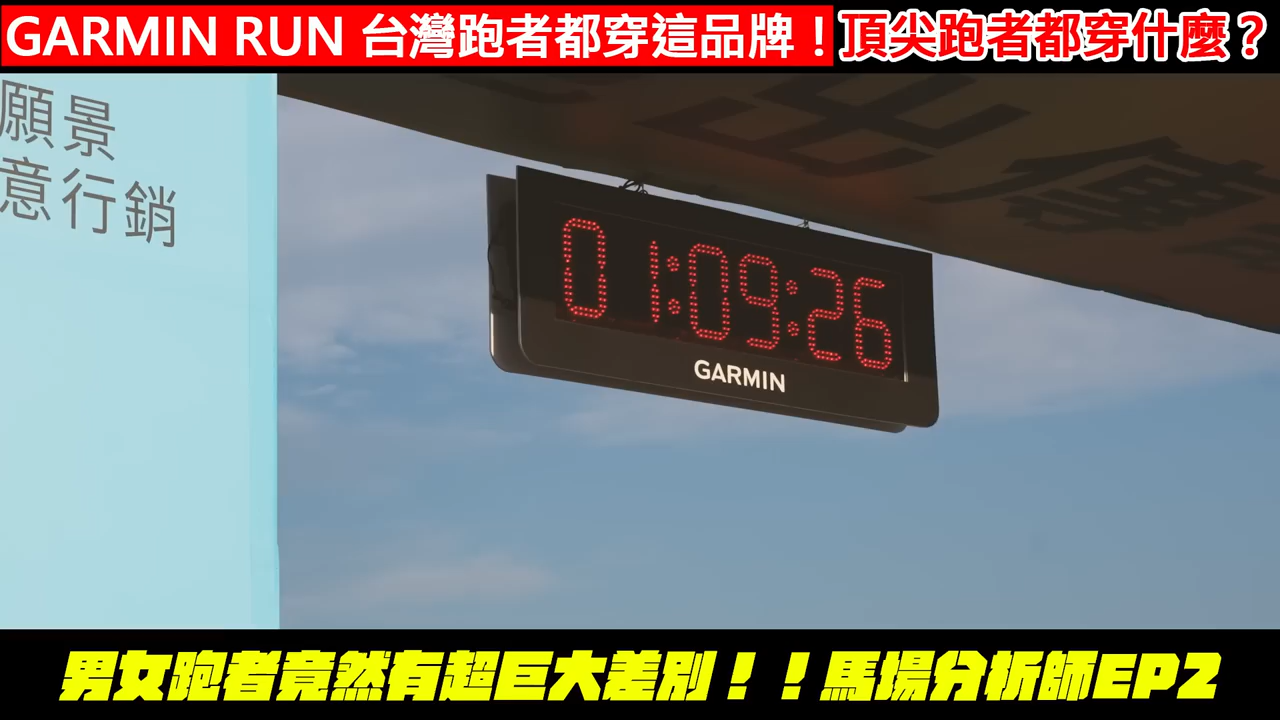 GARMIN RUN 台灣跑者都穿這品牌！頂尖跑者都穿什麼？
願景
意行銷
出傳
01:09:26
GARMIN
男女跑者竟然有超巨大差別！！馬場分析師EP2